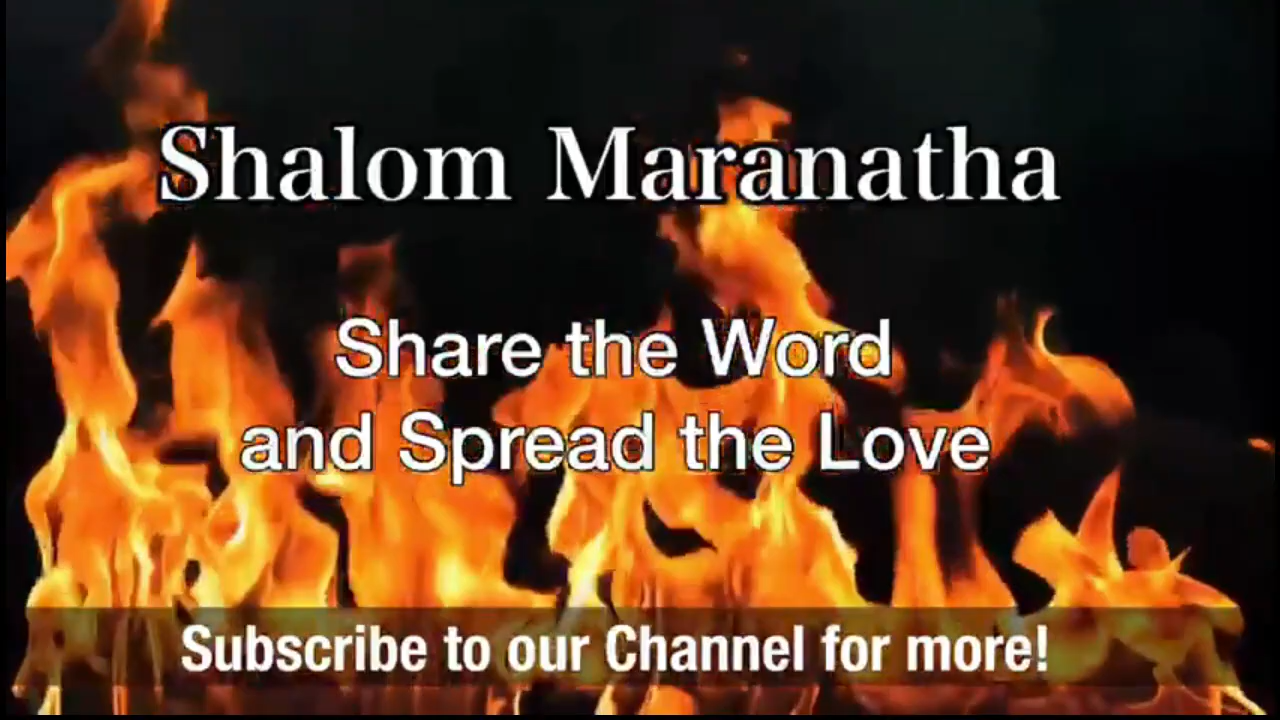 Shalom Maranatha
Share the Word
and Spread the Love
Subscribe to our Channel for more!